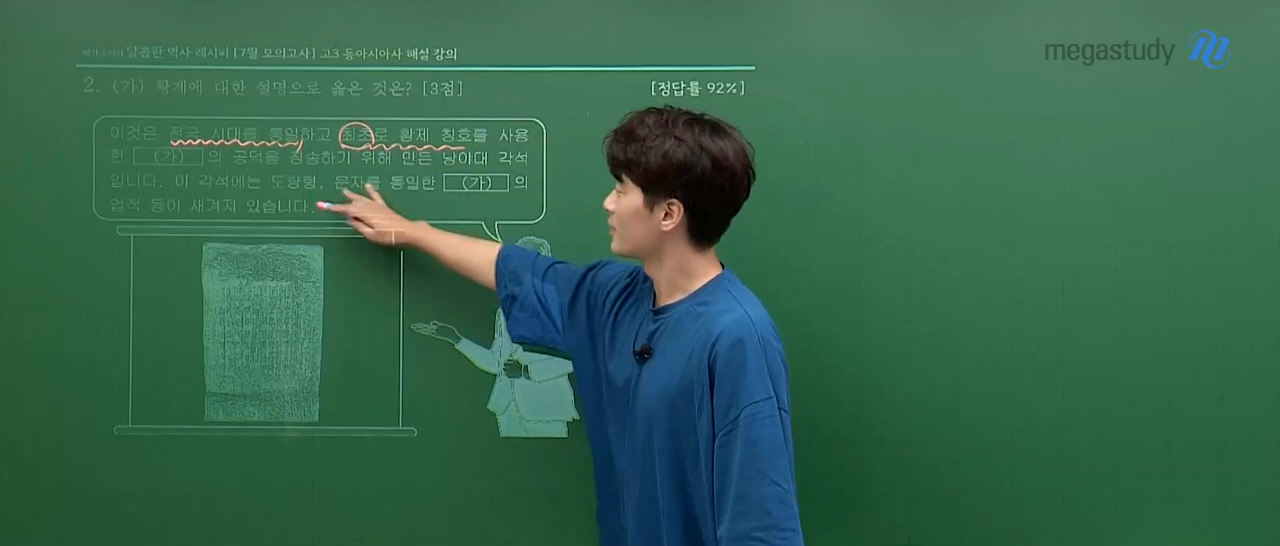 메가스터디 달콤한 역사 레시피 [7월 모의고사] 고3 동아시아사 해설 강의
megastudy
2. (가) 황제에 대한 설명으로 옳은 것은? [3점]
[정답률 92%]
이것은 전국 시대를 통일하고 최초로 황제 칭호를 사용
한 (가) 의 공덕을 칭송하기 위해 만든 낭야대 각석
입니다. 이 각석에는 도량형, 문자를 통일한 (가) 의
업적 등이 새겨져 있습니다.